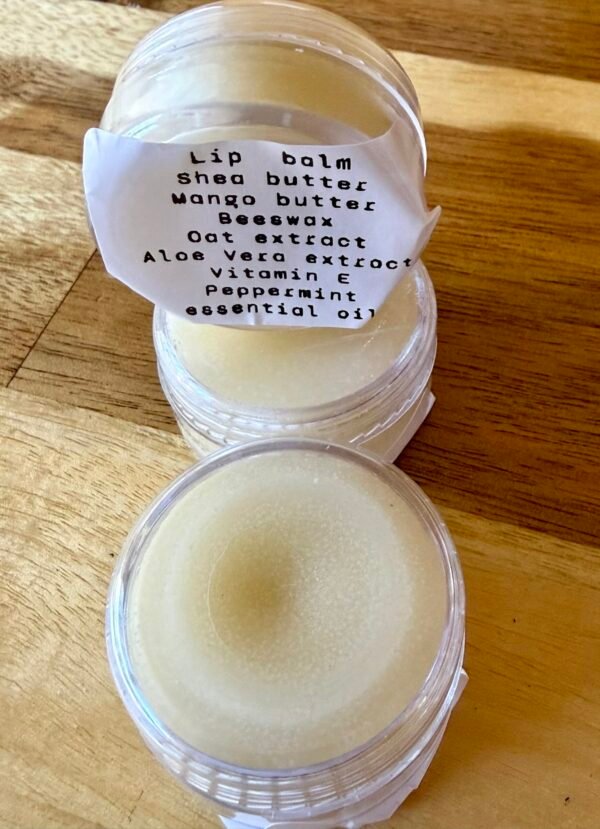 Lip balm
Shea butter
Mango butter
Beeswax
Oat extract
Aloe Vera extract
Vitamin E
Peppermint
essential oil